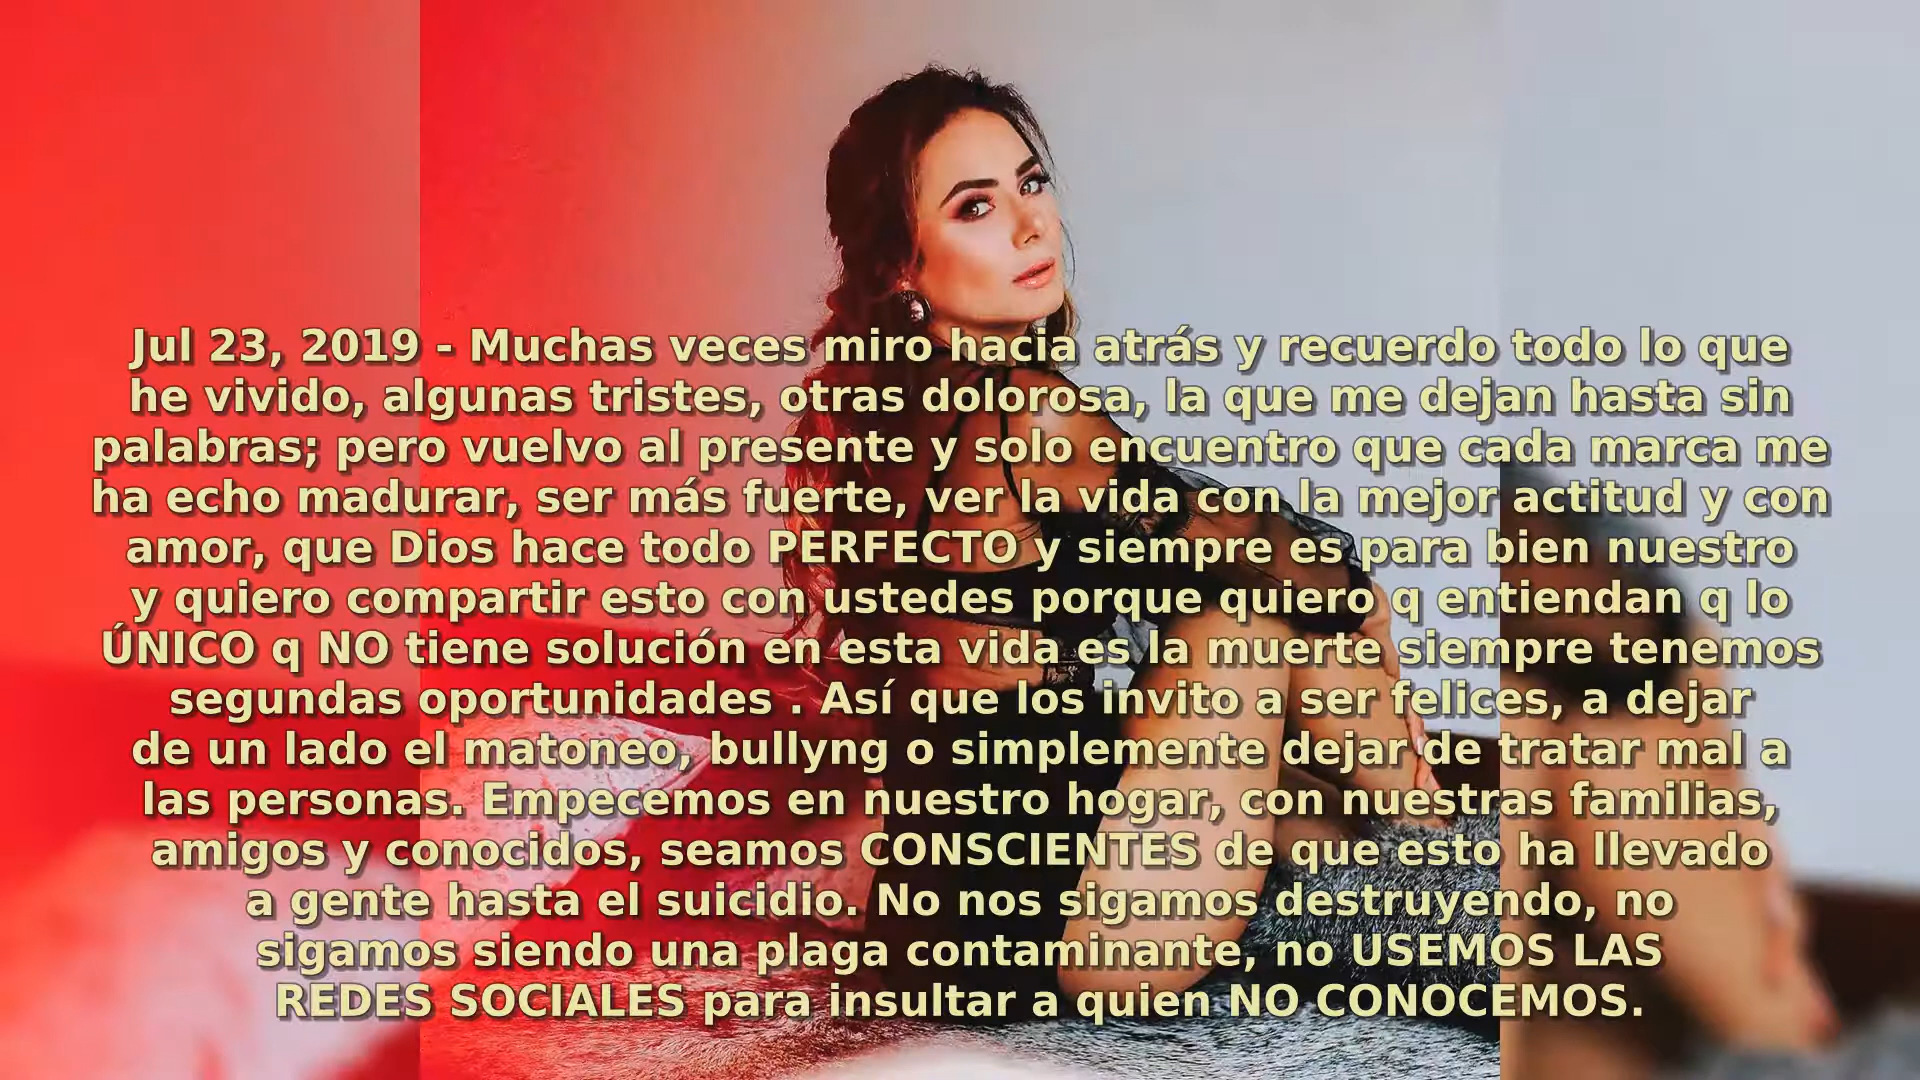 Jul 23, 2019 - Muchas veces miro hacia atrás y recuerdo todo lo que
he vivido, algunas tristes, otras dolorosa, la que me dejan hasta sin
palabras; pero vuelvo al presente y solo encuentro que cada marca me
ha echo madurar, ser más fuerte, ver la vida con la mejor actitud y con
amor, que Dios hace todo PERFECTO y siempre es para bien nuestro
y quiero compartir esto con ustedes porque quiero q entiendan q lo
ÚNICO q NO tiene solución en esta vida es la muerte siempre tenemos
segundas oportunidades . Así que los invito a ser felices, a dejar
de un lado el matoneo, bullyng o simplemente dejar de tratar mal a
las personas. Empecemos en nuestro hogar, con nuestras familias,
amigos y conocidos, seamos CONSCIENTES de que esto ha llevado
a gente hasta el suicidio. No nos sigamos destruyendo, no
sigamos siendo una plaga contaminante, no USEMOS LAS
REDES SOCIALES para insultar a quien NO CONOCEMOS.